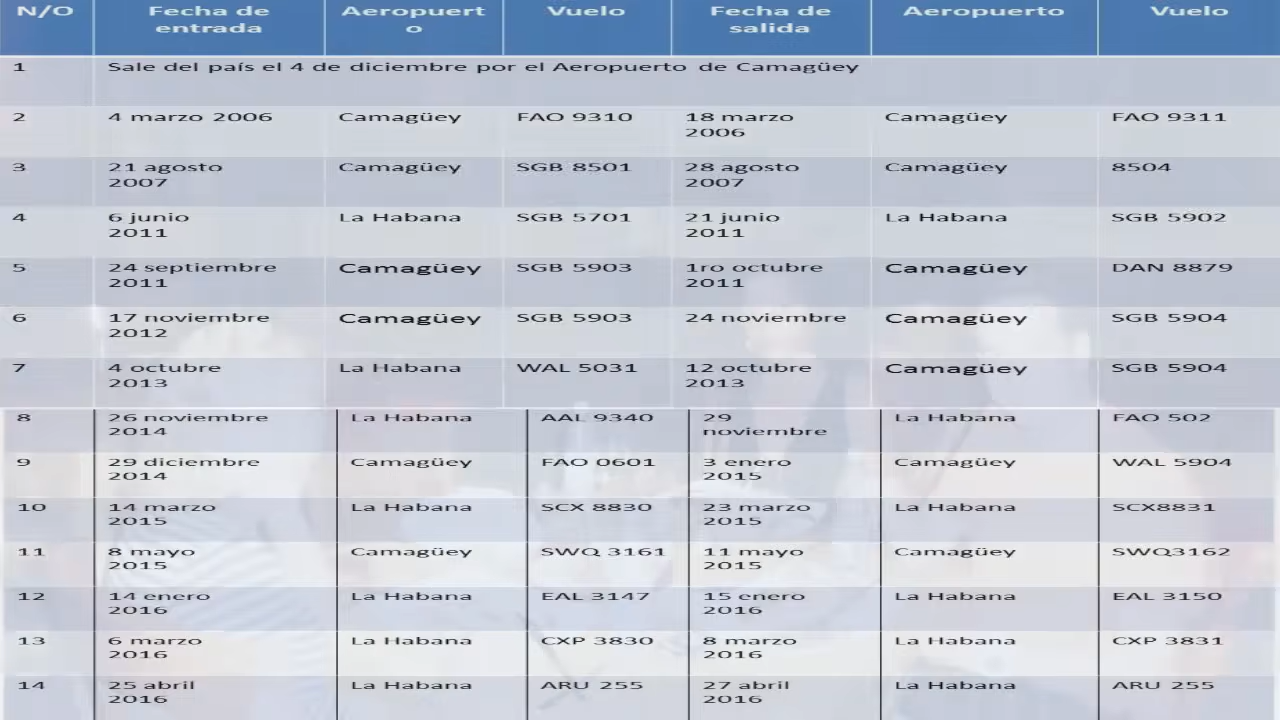 N/O Fecha de entrada Aeropuerto Vuelo Fecha de salida Aeropuerto Vuelo
1 Sale del país el 4 de diciembre por el Aeropuerto de Camagüey
2 4 marzo 2006 Camagüey FAO 9310 18 marzo 2006 Camagüey FAO 9311
3 21 agosto 2007 Camagüey SGB 8501 28 agosto 2007 Camagüey 8504
4 6 junio 2011 La Habana SGB 5701 21 junio 2011 La Habana SGB 5902
5 24 septiembre 2011 Camagüey SGB 5903 1ro octubre 2011 Camagüey DAN 8879
6 17 noviembre 2012 Camagüey SGB 5903 24 noviembre Camagüey SGB 5904
7 4 octubre 2013 La Habana WAL 5031 12 octubre 2013 Camagüey SGB 5904
8 26 noviembre 2014 La Habana AAL 9340 29 noviembre La Habana FAO 502
9 29 diciembre 2014 Camagüey FAO 0601 3 enero 2015 Camagüey WAL 5904
10 14 marzo 2015 La Habana SCX 8830 23 marzo 2015 La Habana SCX8831
11 8 mayo 2015 Camagüey SWQ 3161 11 mayo 2015 Camagüey SWQ3162
12 14 enero 2016 La Habana EAL 3147 15 enero 2016 La Habana EAL 3150
13 6 marzo 2016 La Habana CXP 3830 8 marzo 2016 La Habana CXP 3831
14 25 abril 2016 La Habana ARU 255 27 abril 2016 La Habana ARU 255